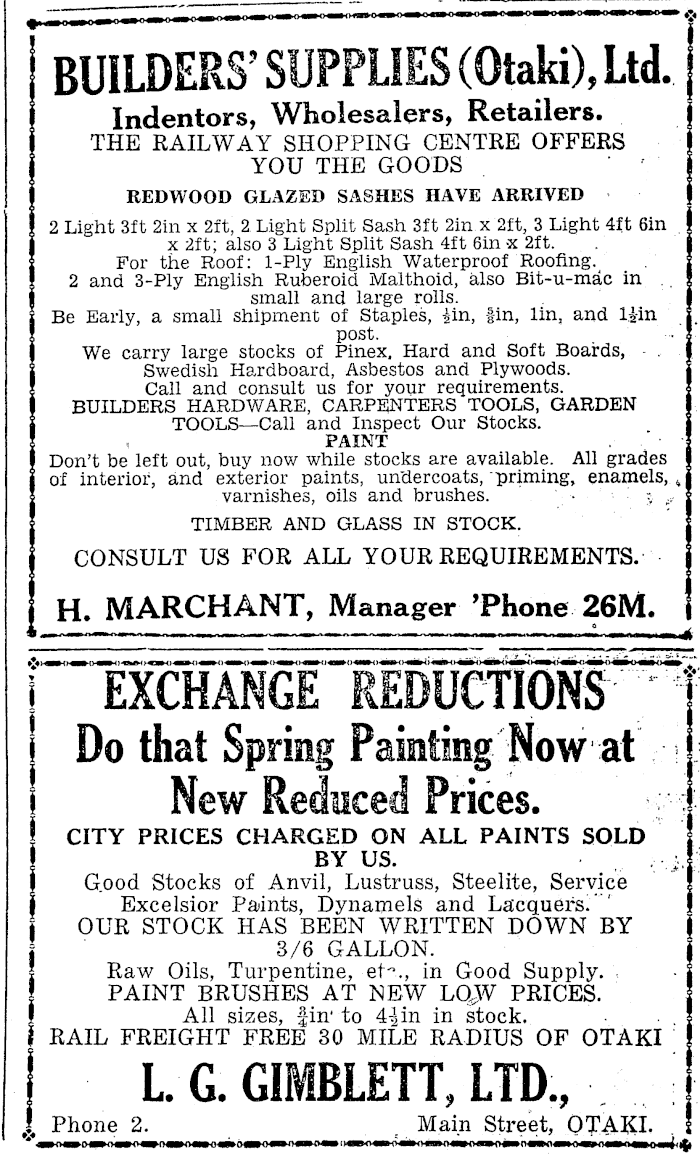 BUILDERS' SUPPLIES (Otaki), Ltd.
Indentors, Wholesalers, Retailers.
THE RAILWAY SHOPPING CENTRE OFFERS
YOU THE GOODS
REDWOOD GLAZED SASHES HAVE ARRIVED
2 Light 3ft 2in x 2ft, 2 Light Split Sash 3ft 2in x 2ft, 3 Light 4ft 6in
x 2ft; also 3 Light Split Sash 4ft 6in x 2ft.
For the Roof: 1-Ply English Waterproof Roofing.
2 and 3-Ply English Ruberoid Malthoid, also Bit-u-mac in
small and large rolls.
Be Early, a small shipment of Staples, ½in, ⅝in, 1in, and 1½in
post.
We carry large stocks of Pinex, Hard and Soft Boards,
Swedish Hardboard, Asbestos and Plywoods.
Call and consult us for your requirements.
BUILDERS HARDWARE, CARPENTERS TOOLS, GARDEN
TOOLS—Call and Inspect Our Stocks.
PAINT
Don't be left out, buy now while stocks are available. All grades
of interior, and exterior paints, undercoats, priming, enamels,
varnishes, oils and brushes.
TIMBER AND GLASS IN STOCK.
CONSULT US FOR ALL YOUR REQUIREMENTS.
H. MARCHANT, Manager 'Phone 26M.
EXCHANGE REDUCTIONS
Do that Spring Painting Now at
New Reduced Prices.
CITY PRICES CHARGED ON ALL PAINTS SOLD
BY US.
Good Stocks of Anvil, Lustruss, Steelite, Service
Excelsior Paints, Dynamels and Lacquers.
OUR STOCK HAS BEEN WRITTEN DOWN BY
3/6 GALLON.
Raw Oils, Turpentine, etc., in Good Supply.
PAINT BRUSHES AT NEW LOW PRICES.
All sizes, ¾in to 4½in in stock.
RAIL FREIGHT FREE 30 MILE RADIUS OF OTAKI
L. G. GIMBLETT, LTD.,
Phone 2. Main Street, OTAKI.